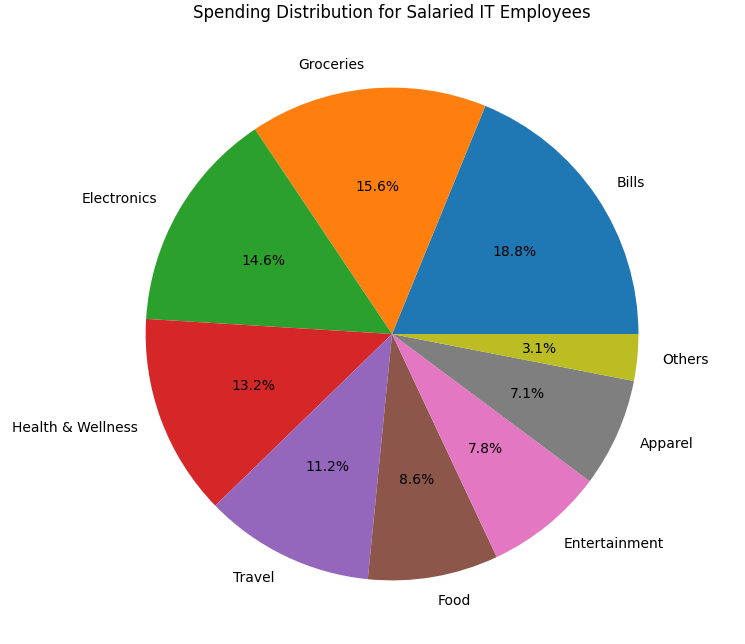 Spending Distribution for Salaried IT Employees
Groceries
Bills
15.6%
Electronics
18.8%
14.6%
3.1%
Others
13.2%
7.1%
Health & Wellness
Apparel
7.8%
11.2%
8.6%
Entertainment
Travel
Food